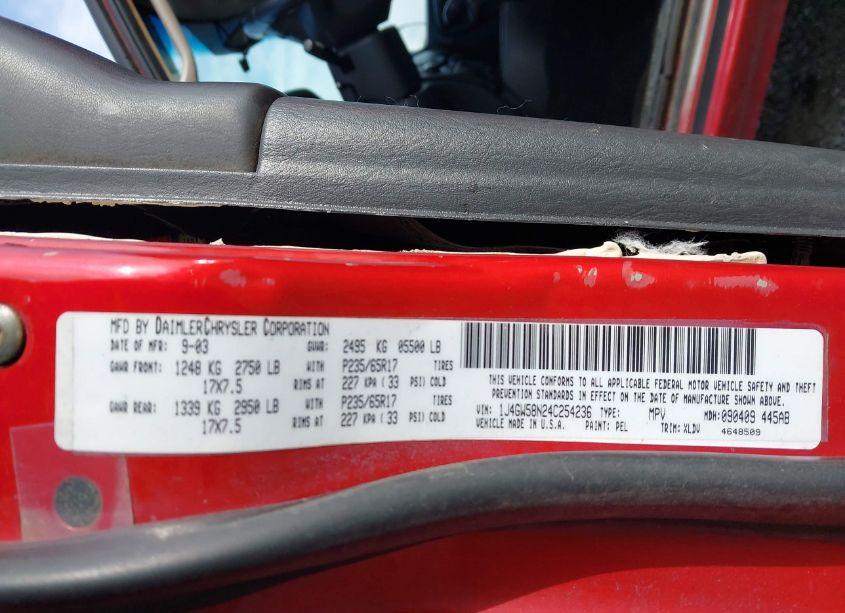 MFD BY DAIMLERCHRYSLER CORPORATION
DATE OF MFR: 9-03 GVWR: 2495 KG 05500 LB
GAWR FRONT: 1248 KG 2750 LB WITH P235/65R17 TIRES
17X7.5 RIMS AT 227 KPA ( 33 PSI) COLD
GAWR REAR: 1339 KG 2950 LB WITH P235/65R17 TIRES
17X7.5 RIMS AT 227 KPA ( 33 PSI) COLD
THIS VEHICLE CONFORMS TO ALL APPLICABLE FEDERAL MOTOR VEHICLE SAFETY AND THEFT
PREVENTION STANDARDS IN EFFECT ON THE DATE OF MANUFACTURE SHOWN ABOVE.
VIN: 1J4GW58N24C254236 TYPE: MPV MDH: 090409 445AB
VEHICLE MADE IN U.S.A. PAINT: PEL TRIM: XLDV 4648509